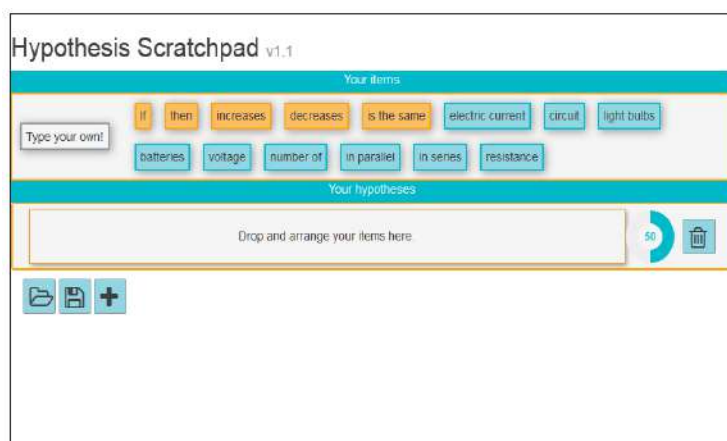 Hypothesis Scratchpad v1.1
Your items
Type your own!
If then increases decreases is the same electric current circuit light bulbs
batteries voltage number of in parallel in series resistance
Your hypotheses
Drop and arrange your items here
50